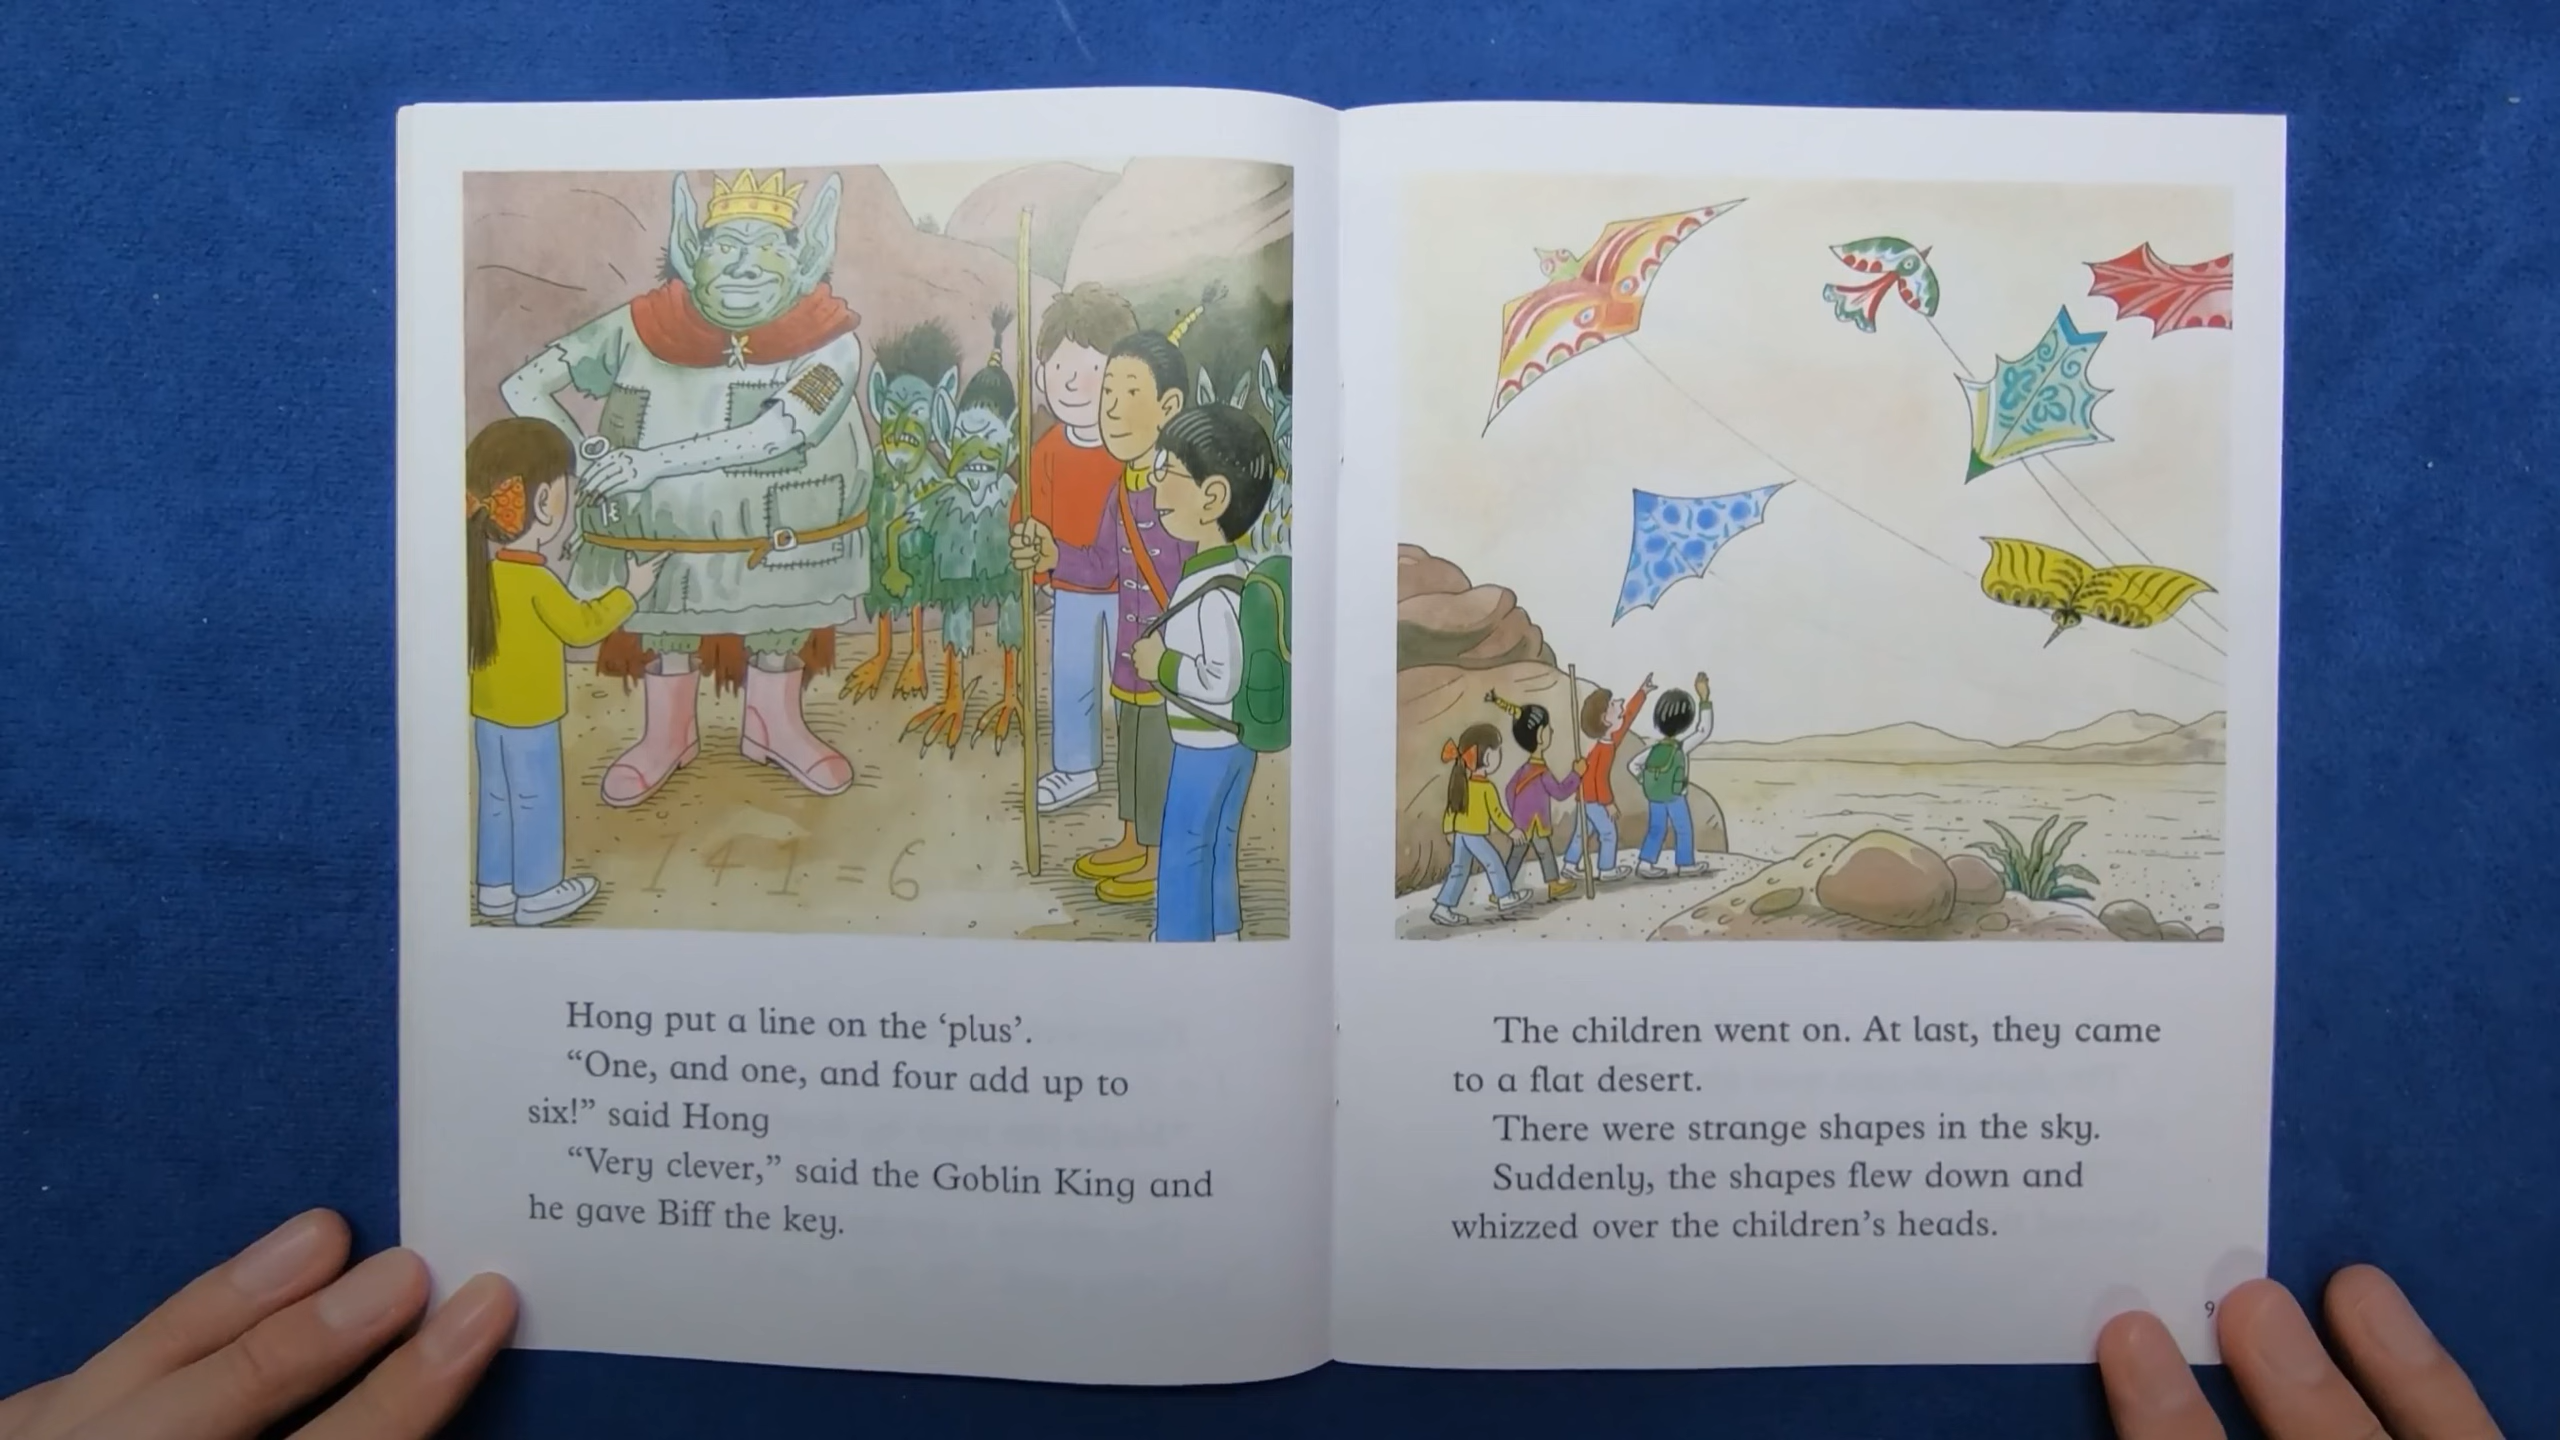 1 4 1 = 6
Hong put a line on the ‘plus’.
“One, and one, and four add up to
six!” said Hong
“Very clever,” said the Goblin King and
he gave Biff the key.
The children went on. At last, they came
to a flat desert.
There were strange shapes in the sky.
Suddenly, the shapes flew down and
whizzed over the children’s heads.
9